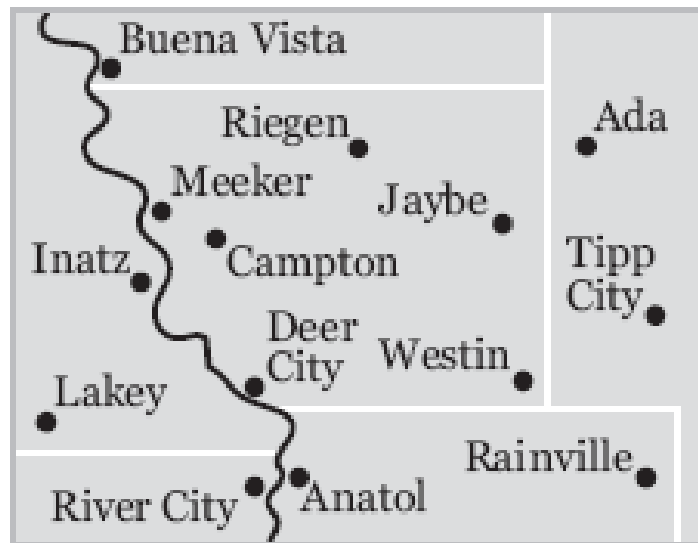 Buena Vista
Ada
Riegen
Meeker
Jaybe
Inatz
Campton
Tipp
City
Deer
City
Westin
Lakey
Rainville
River City
Anatol